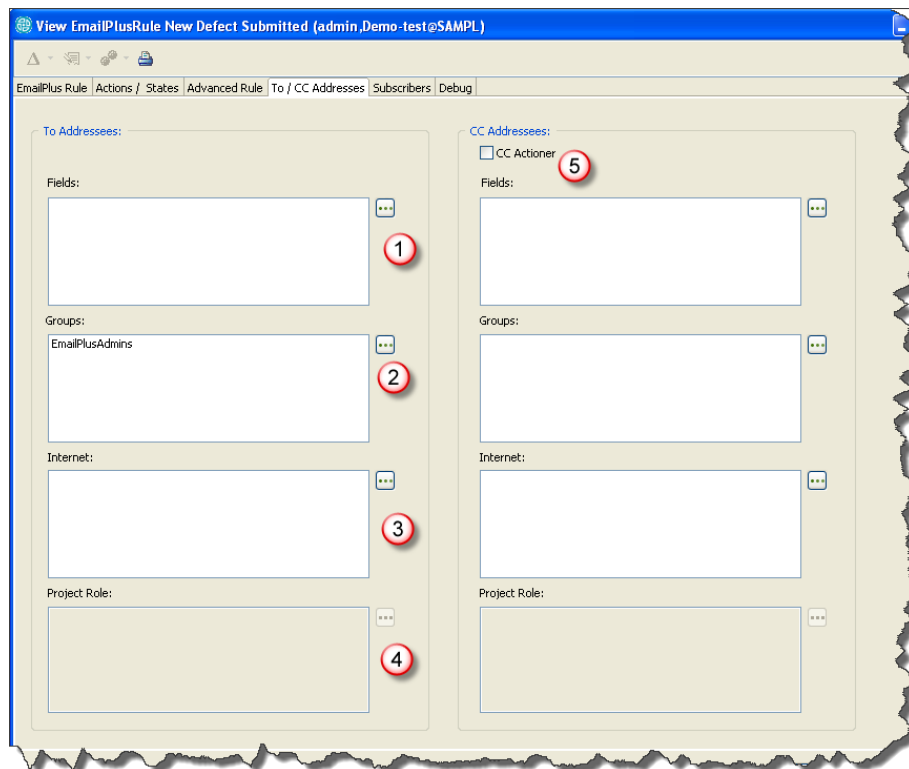 View EmailPlusRule New Defect Submitted (admin,Demo-test@SAMPL)
EmailPlus Rule Actions / States Advanced Rule To / CC Addresses Subscribers Debug
To Addressees:
Fields:
1
Groups:
EmailPlusAdmins
2
Internet:
3
Project Role:
4
CC Addressees:
CC Actioner
5
Fields:
Groups:
Internet:
Project Role: